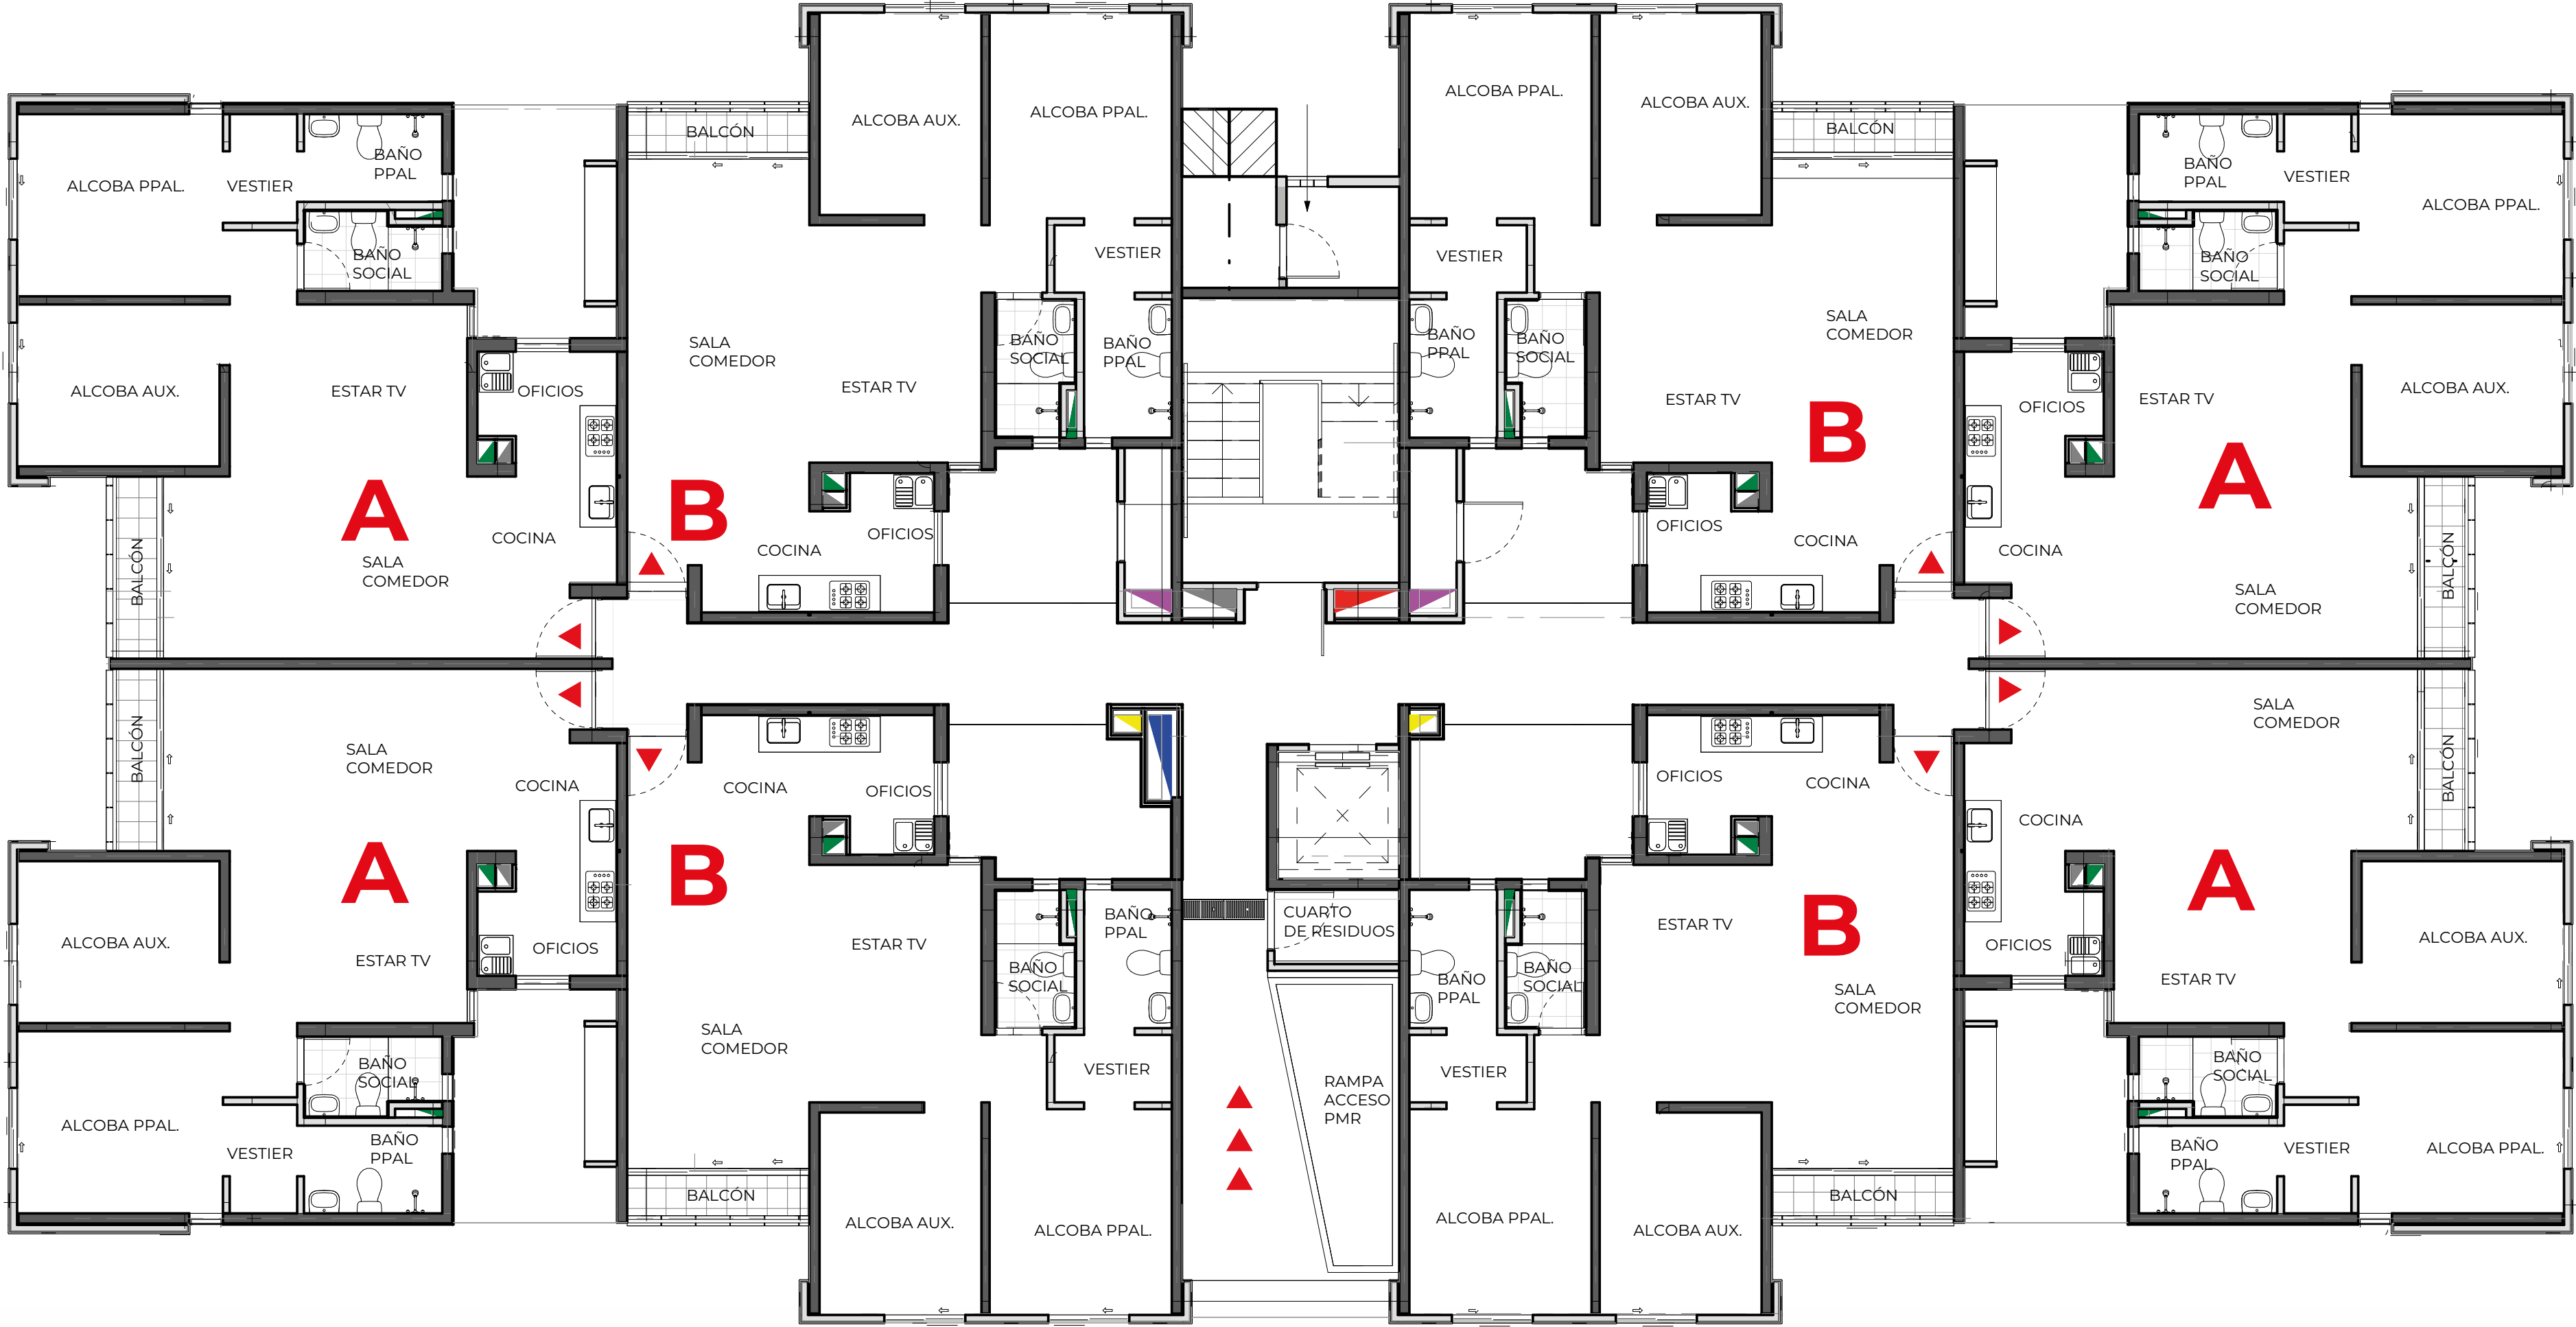 ALCOBA PPAL.
VESTIER
BAÑO
PPAL
BAÑO
SOCIAL
ALCOBA AUX.
ESTAR TV
OFICIOS
COCINA
A
SALA
COMEDOR
BALCÓN
BALCÓN
ALCOBA AUX.
ALCOBA PPAL.
VESTIER
BAÑO
SOCIAL
BAÑO
PPAL
SALA
COMEDOR
ESTAR TV
B
COCINA
OFICIOS
ALCOBA PPAL.
ALCOBA AUX.
BALCÓN
VESTIER
BAÑO
PPAL
BAÑO
SOCIAL
SALA
COMEDOR
ESTAR TV
B
OFICIOS
COCINA
BAÑO
PPAL
VESTIER
ALCOBA PPAL.
BAÑO
SOCIAL
ESTAR TV
ALCOBA AUX.
OFICIOS
A
COCINA
SALA
COMEDOR
BALCÓN
BALCÓN
SALA
COMEDOR
COCINA
A
ESTAR TV
OFICIOS
ALCOBA AUX.
BAÑO
SOCIAL
ALCOBA PPAL.
VESTIER
BAÑO
PPAL
COCINA
OFICIOS
B
ESTAR TV
BAÑO
PPAL
BAÑO
SOCIAL
SALA
COMEDOR
VESTIER
BALCÓN
ALCOBA AUX.
ALCOBA PPAL.
CUARTO
DE RESIDUOS
RAMPA
ACCESO
PMR
OFICIOS
COCINA
ESTAR TV
B
BAÑO
PPAL
BAÑO
SOCIAL
SALA
COMEDOR
VESTIER
BALCÓN
ALCOBA PPAL.
ALCOBA AUX.
SALA
COMEDOR
BALCÓN
COCINA
A
OFICIOS
ESTAR TV
ALCOBA AUX.
BAÑO
SOCIAL
BAÑO
PPAL
VESTIER
ALCOBA PPAL.